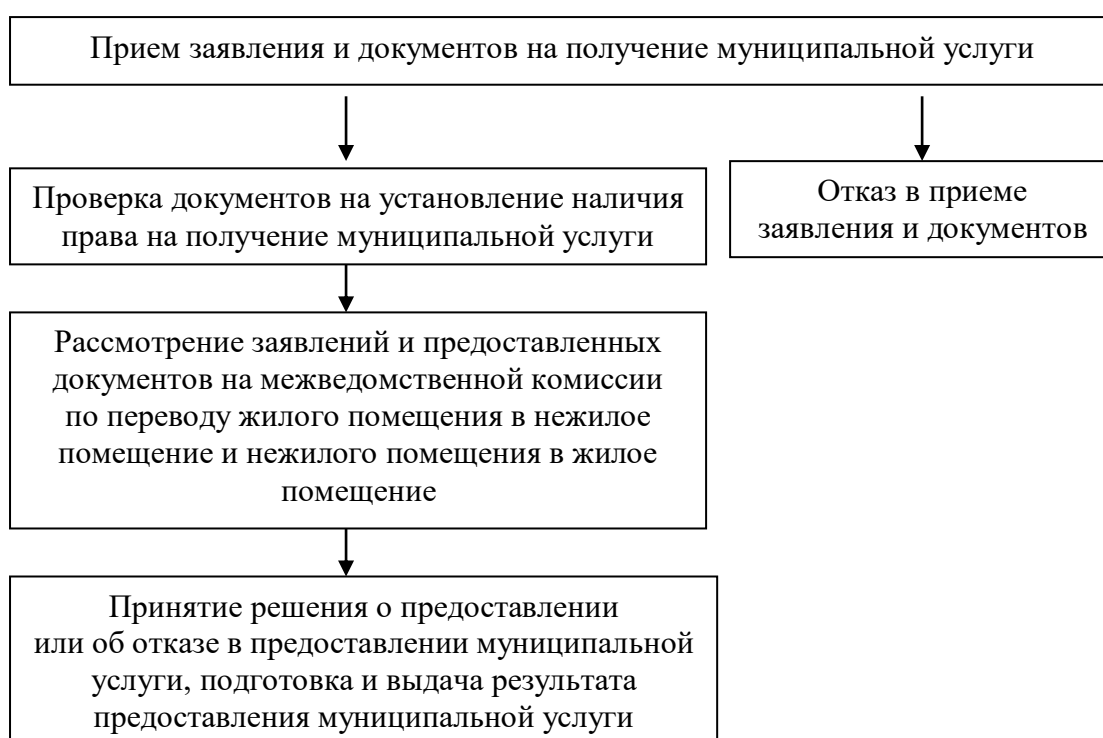 Прием заявления и документов на получение муниципальной услуги
Проверка документов на установление наличия
права на получение муниципальной услуги
Отказ в приеме
заявления и документов
Рассмотрение заявлений и предоставленных
документов на межведомственной комиссии
по переводу жилого помещения в нежилое
помещение и нежилого помещения в жилое
помещение
Принятие решения о предоставлении
или об отказе в предоставлении муниципальной
услуги, подготовка и выдача результата
предоставления муниципальной услуги